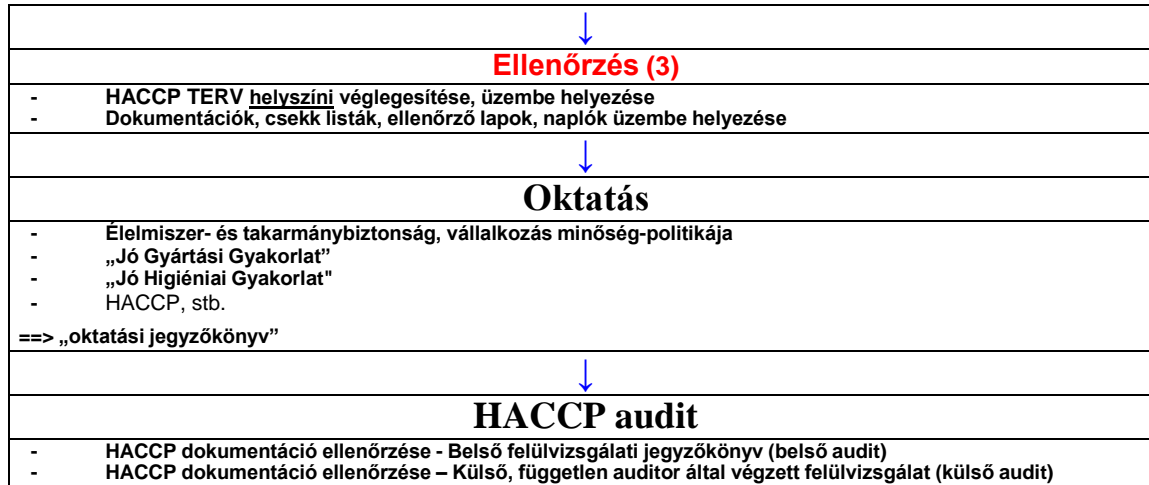 ↓
Ellenőrzés (3)
- HACCP TERV helyszíni véglegesítése, üzembe helyezése
- Dokumentációk, csekk listák, ellenőrző lapok, naplók üzembe helyezése
↓
Oktatás
- Élelmiszer- és takarmánybiztonság, vállalkozás minőség-politikája
- „Jó Gyártási Gyakorlat”
- „Jó Higiéniai Gyakorlat"
- HACCP, stb.
==> „oktatási jegyzőkönyv”
↓
HACCP audit
- HACCP dokumentáció ellenőrzése - Belső felülvizsgálati jegyzőkönyv (belső audit)
- HACCP dokumentáció ellenőrzése – Külső, független auditor által végzett felülvizsgálat (külső audit)